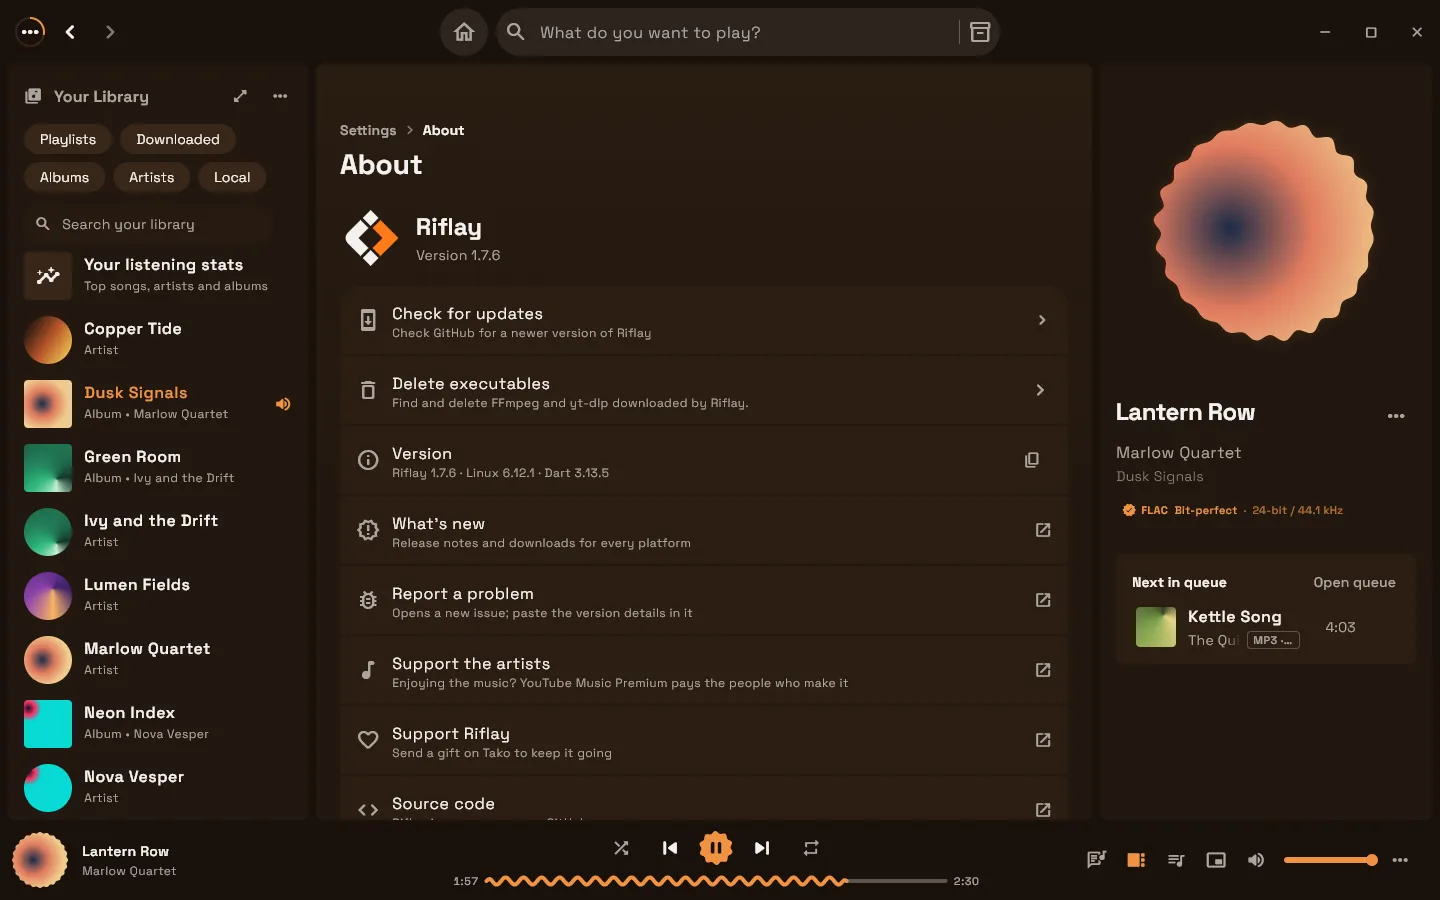 What do you want to play?
Your Library
Playlists
Downloaded
Albums
Artists
Local
Search your library
Your listening stats
Top songs, artists and albums
Copper Tide
Artist
Dusk Signals
Album • Marlow Quartet
Green Room
Album • Ivy and the Drift
Ivy and the Drift
Artist
Lumen Fields
Artist
Marlow Quartet
Artist
Neon Index
Album • Nova Vesper
Nova Vesper
Artist
Settings > About
About
Riflay
Version 1.7.6
Check for updates
Check GitHub for a newer version of Riflay
Delete executables
Find and delete FFmpeg and yt-dlp downloaded by Riflay.
Version
Riflay 1.7.6 · Linux 6.12.1 · Dart 3.13.5
What's new
Release notes and downloads for every platform
Report a problem
Opens a new issue; paste the version details in it
Support the artists
Enjoying the music? YouTube Music Premium pays the people who make it
Support Riflay
Send a gift on Tako to keep it going
Source code
Lantern Row
Marlow Quartet
Dusk Signals
FLAC Bit-perfect · 24-bit / 44.1 kHz
Next in queue
Open queue
Kettle Song
The Qui
MP3 ·…
4:03
Lantern Row
Marlow Quartet
1:57
2:30